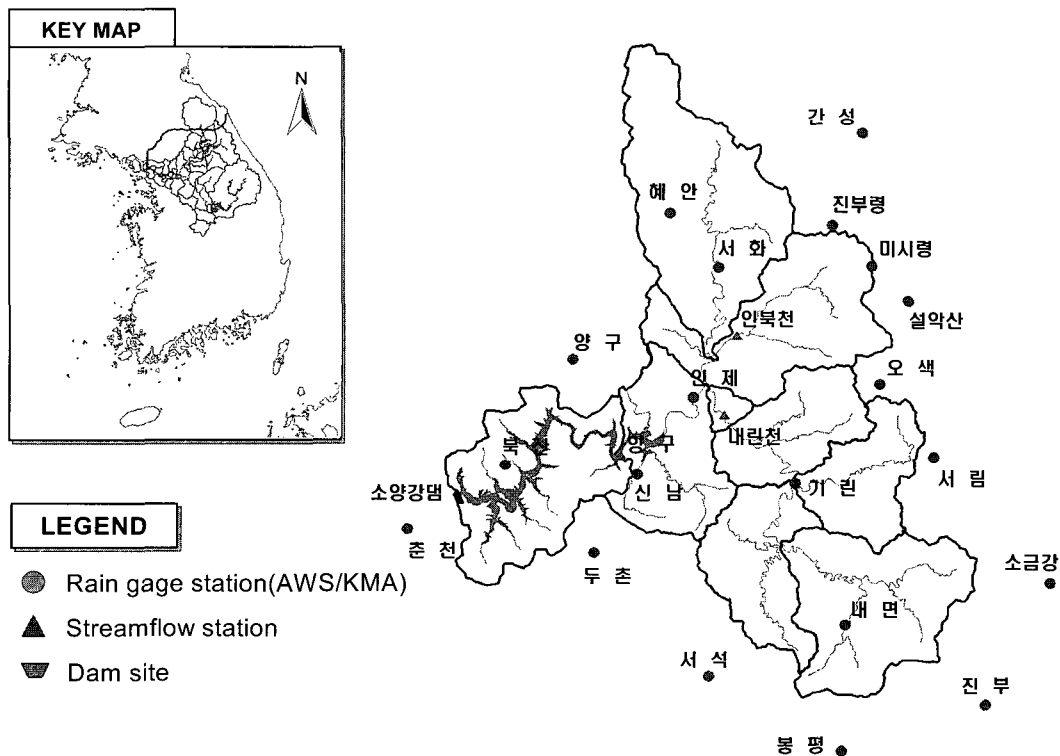 KEY MAP
N
LEGEND
Rain gage station(AWS/KMA)
Streamflow station
Dam site
간 성
혜 안
진부령
서 화
미시령
설악산
인북천
양 구
오 색
인 제
내린천
북 산
양 구
서 림
소양강댐
신 남
기 린
춘 천
두 촌
소금강
내 면
서 석
진 부
봉 평